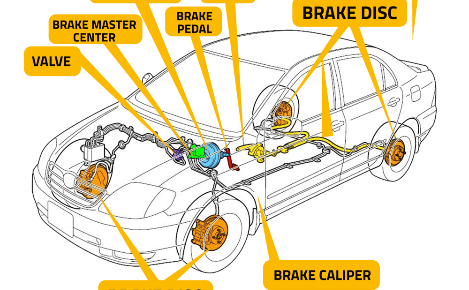 BRAKE MASTER
CENTER
BRAKE
PEDAL
BRAKE DISC
VALVE
BRAKE CALIPER